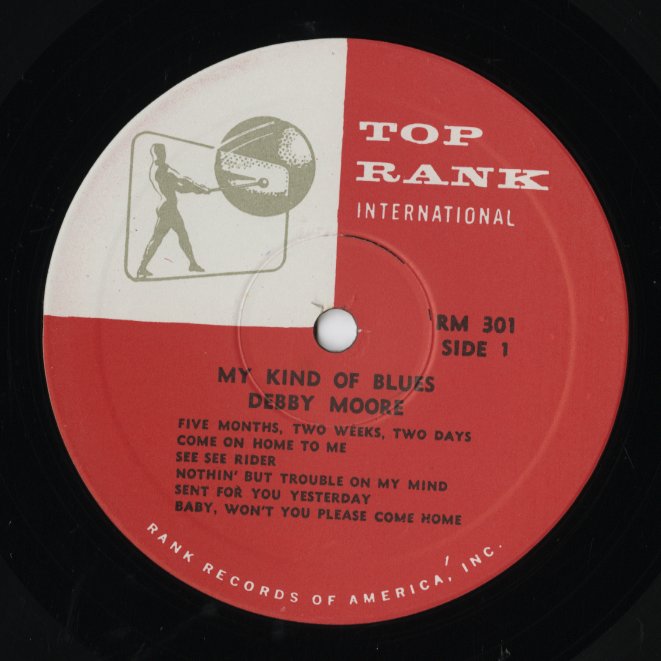 TOP
RANK
INTERNATIONAL
RM 301
SIDE 1
MY KIND OF BLUES
DEBBY MOORE
FIVE MONTHS, TWO WEEKS, TWO DAYS
COME ON HOME TO ME
SEE SEE RIDER
NOTHIN' BUT TROUBLE ON MY MIND
SENT FOR YOU YESTERDAY
BABY, WON'T YOU PLEASE COME HOME
RANK RECORDS OF AMERICA, INC.